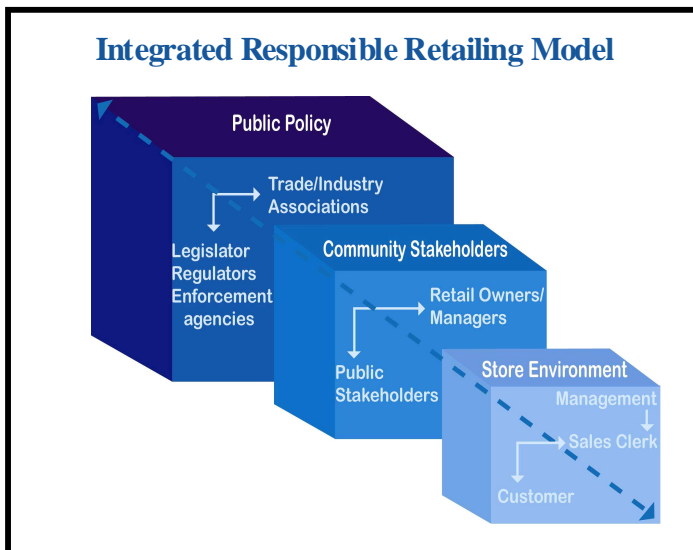 Integrated Responsible Retailing Model
Public Policy
Trade/Industry
Associations
Legislator
Regulators
Enforcement
agencies
Community Stakeholders
Retail Owners/
Managers
Public
Stakeholders
Store Environment
Management
Sales Clerk
Customer